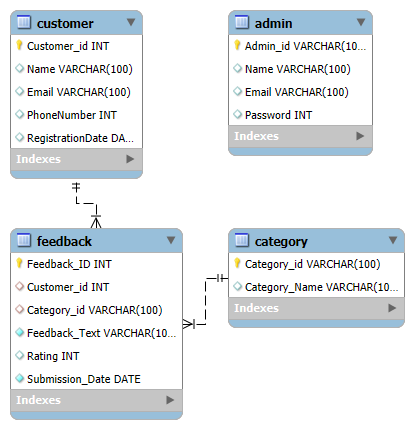 customer
Customer_id INT
Name VARCHAR(100)
Email VARCHAR(100)
PhoneNumber INT
RegistrationDate DA...
Indexes
admin
Admin_id VARCHAR(10...
Name VARCHAR(100)
Email VARCHAR(100)
Password INT
Indexes
feedback
Feedback_ID INT
Customer_id INT
Category_id VARCHAR(100)
Feedback_Text VARCHAR(10...
Rating INT
Submission_Date DATE
Indexes
category
Category_id VARCHAR(100)
Category_Name VARCHAR(10...
Indexes